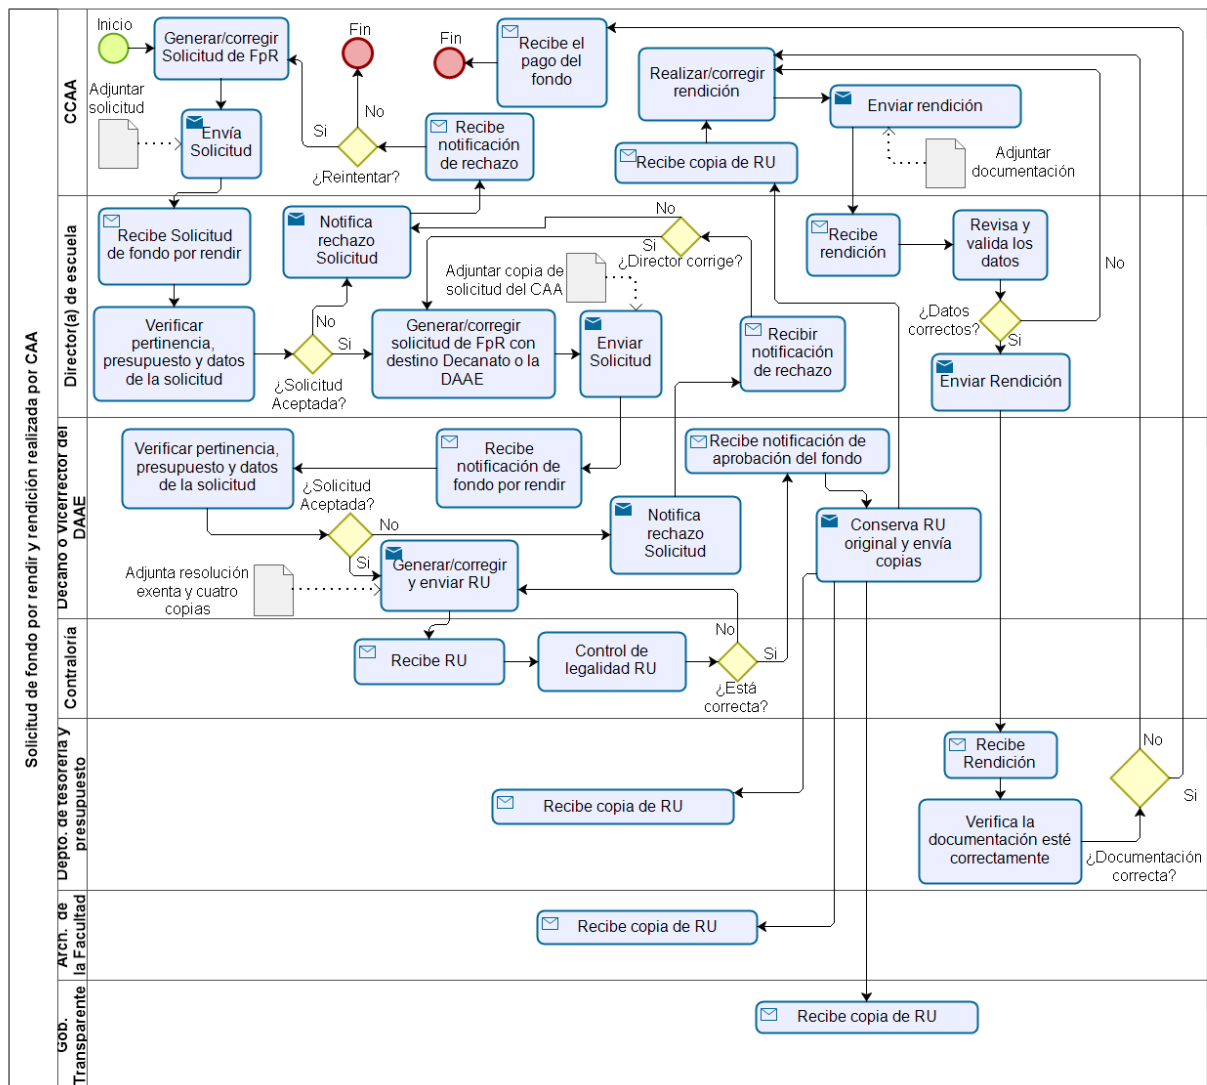 Solicitud de fondo por rendir y rendición realizada por CAA
CCAA
Inicio
Generar/corregir
Solicitud de FpR
Fin
Fin
Recibe el
pago del
fondo
Realizar/corregir
rendición
Enviar rendición
Adjuntar
solicitud
Envía
Solicitud
Si
No
¿Reintentar?
Recibe
notificación
de rechazo
Recibe copia de RU
Adjuntar
documentación
Director(a) de escuela
Recibe Solicitud
de fondo por rendir
Notifica
rechazo
Solicitud
No
Si
¿Director corrige?
Adjuntar copia de
solicitud del CAA
Recibe
rendición
Revisa y
valida los
datos
No
¿Datos
correctos?
Si
Verificar
pertinencia,
presupuesto y datos
de la solicitud
No
Si
¿Solicitud
Aceptada?
Generar/corregir
solicitud de FpR con
destino Decanato o la
DAAE
Enviar
Solicitud
Recibir
notificación
de rechazo
Enviar Rendición
Decano o Vicerrector del
DAAE
Verificar pertinencia,
presupuesto y datos
de la solicitud
Recibe
notificación de
fondo por rendir
Recibe notificación de
aprobación del fondo
¿Solicitud
Aceptada?
No
Si
Notifica
rechazo
Solicitud
Conserva RU
original y envía
copias
Adjunta resolución
exenta y cuatro
copias
Generar/corregir
y enviar RU
Contraloría
Recibe RU
Control de
legalidad RU
No
Si
¿Está
correcta?
Depto. de tesorería y
presupuesto
Recibe copia de RU
Recibe
Rendición
No
Si
Verifica la
documentación esté
correctamente
¿Documentación
correcta?
Arch. de
la Facultad
Recibe copia de RU
Gob.
Transparente
Recibe copia de RU